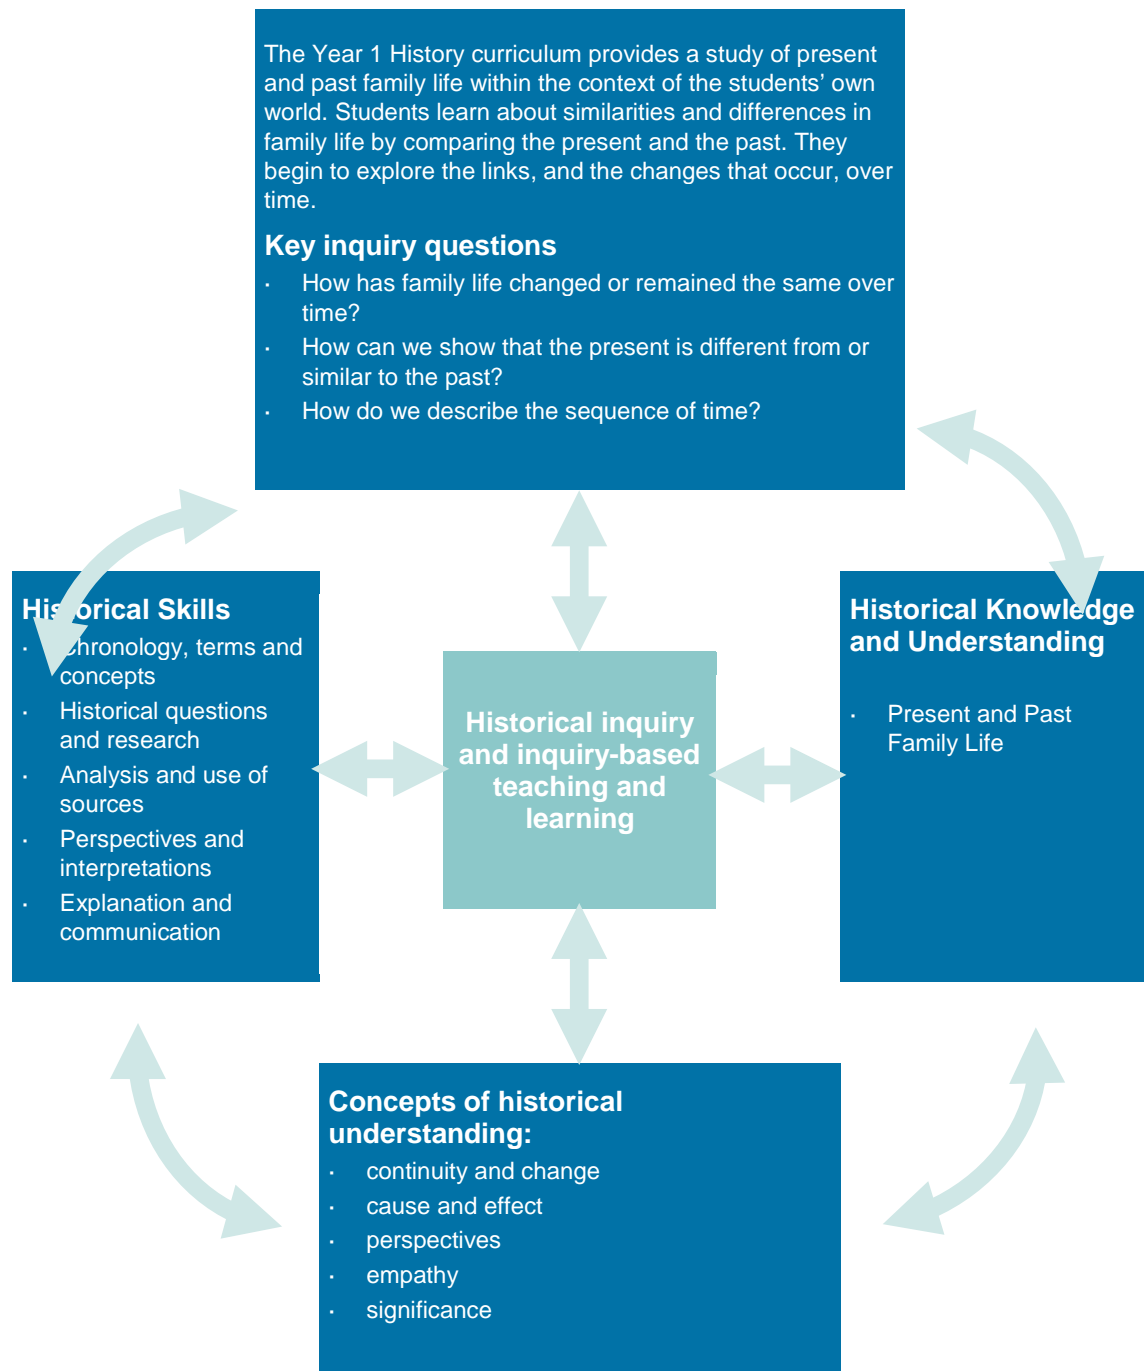 The Year 1 History curriculum provides a study of present
and past family life within the context of the students’ own
world. Students learn about similarities and differences in
family life by comparing the present and the past. They
begin to explore the links, and the changes that occur, over
time.
Key inquiry questions
· How has family life changed or remained the same over
time?
· How can we show that the present is different from or
similar to the past?
· How do we describe the sequence of time?
Historical Skills
· Chronology, terms and
concepts
· Historical questions
and research
· Analysis and use of
sources
· Perspectives and
interpretations
· Explanation and
communication
Historical inquiry
and inquiry-based
teaching and
learning
Historical Knowledge
and Understanding
· Present and Past
Family Life
Concepts of historical
understanding:
· continuity and change
· cause and effect
· perspectives
· empathy
· significance